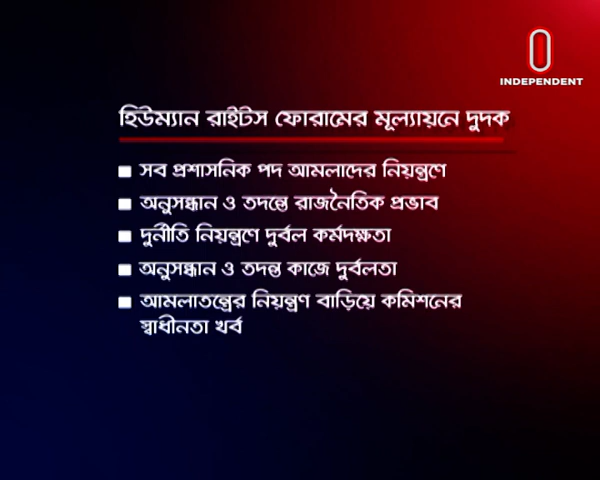 INDEPENDENT
হিউম্যান রাইটস ফোরামের মূল্যায়নে দুদক
সব প্রশাসনিক পদ আমলাদের নিয়ন্ত্রণে
অনুসন্ধান ও তদন্তে রাজনৈতিক প্রভাব
দুর্নীতি নিয়ন্ত্রণে দুর্বল কর্মদক্ষতা
অনুসন্ধান ও তদন্ত কাজে দুর্বলতা
আমলাতন্ত্রের নিয়ন্ত্রণ বাড়িয়ে কমিশনের
স্বাধীনতা খর্ব